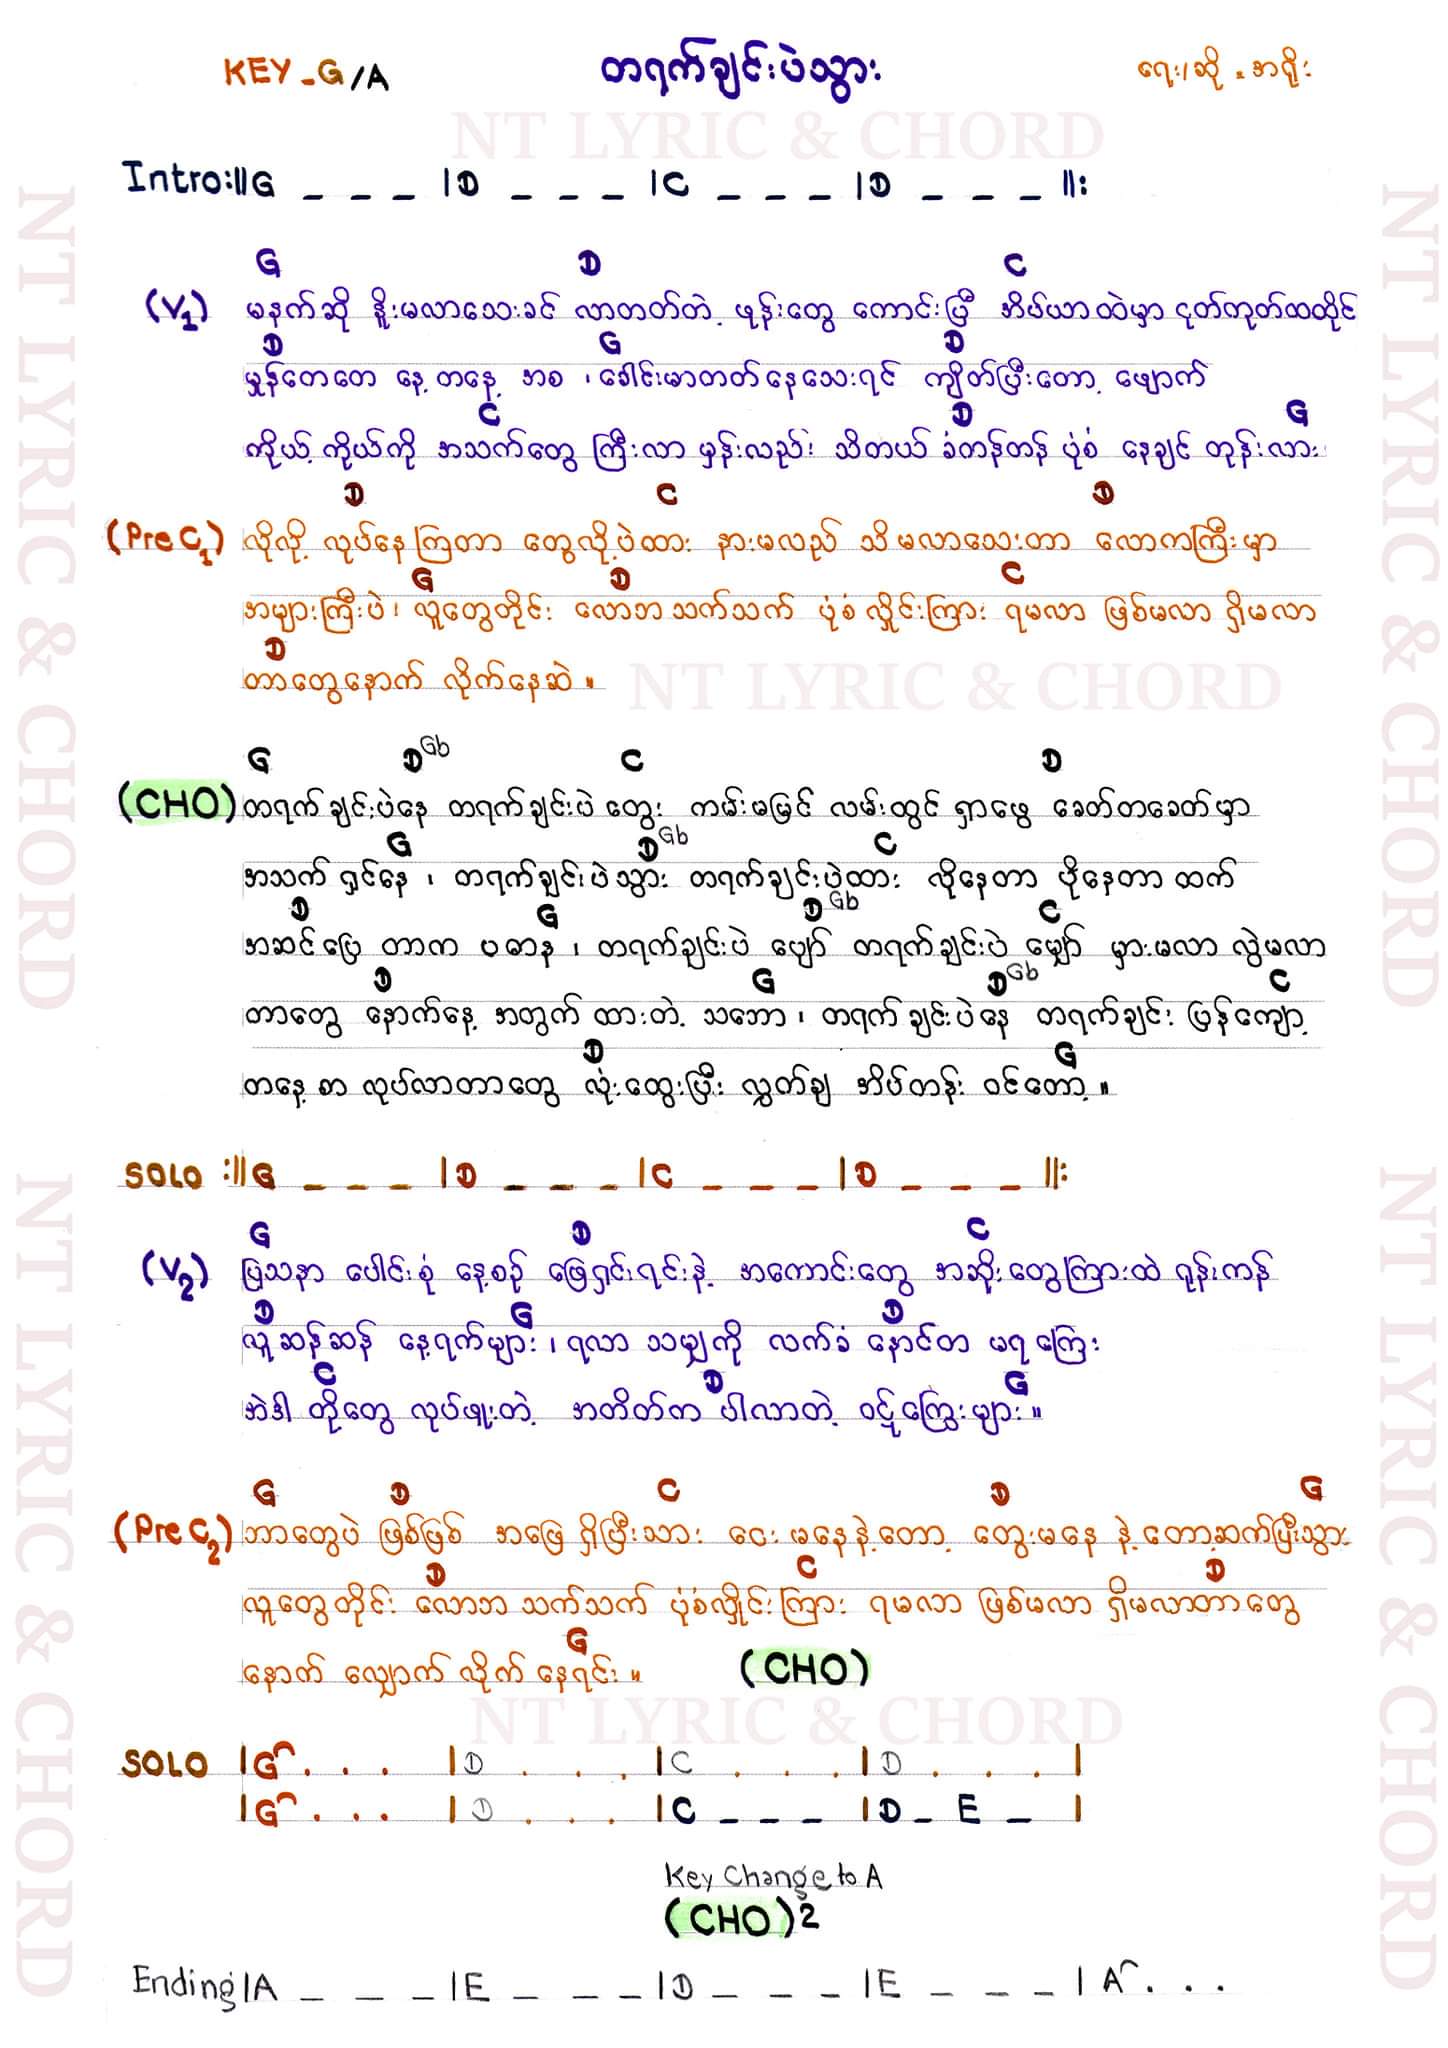 KEY - G/A တရက်ချင်းပဲသွား ရေး/ဆို - အရိုး
NT LYRIC & CHORD
Intro:||G _ _ _ |D _ _ _ |C _ _ _ |D _ _ _ ||:
G D C
(V1) မနက်ဆို နိုးမလာသေးခင် လာတတ်တဲ့ ဖုန်းတွေ ကောင်းပြီ အိပ်ယာထဲမှာ ငုတ်ကုတ်ထထိုင်
D G D
မှုန်တေတေ နေ့တနေ့ အစ ၊ ခေါင်းမာတတ်နေသေးရင် ကျိတ်ပြီးတော့ ဖျောက်
C D G
ကိုယ့် ကိုယ်ကို အသက်တွေ ကြီးလာ မှန်းလည်း သိတယ် ခံကန်တန် ပုံစံ နေချင် တုန်းလား
D C D
(Pre C1) လိုလို့ လုပ်နေကြတာ တွေလို့ပဲထား နားမလည် သိမလာသေးတာ လောကကြီးမှာ
G D C
အများကြီးပဲ ၊ လူတွေတိုင်း လောဘသက်သက် ပုံစံ လှိုင်းကြား ရမလာ ဖြစ်မလာ ရှိမလာ
D
တာတွေနောက် လိုက်နေဆဲ ။
NT LYRIC & CHORD
G D Gb C D
(CHO) တရက်ချင်းပဲနေ တရက်ချင်းပဲ တွေး ကမ်းမမြင် လမ်းထွင် ရှာဖွေ ခေတ်တခေတ်မှာ
G D Gb C
အသက် ရှင်နေ ၊ တရက်ချင်းပဲသွား တရက်ချင်းပဲထား လိုနေတာ ပိုနေတာ ထက်
D G D Gb C
အဆင်ပြေ တာက ပဓာန ၊ တရက်ချင်းပဲ ပျော် တရက်ချင်းပဲ မျှော် မှားမလာ လွဲမလာ
D G D Gb C
တာတွေ နောက်နေ့ အတွက် ထားတဲ့ သဘော ၊ တရက်ချင်းပဲနေ တရက်ချင်း ဖြန်ကျော့
D G
တနေ့စာ လုပ်လာတာတွေ လုံးထွေးပြီး လွှတ်ချ အိပ်တန်း ဝင်တော့ ။
SOLO :||G _ _ _ |D _ _ _ |C _ _ _ |D _ _ _ ||:
G D C
(V2) ပြသနာ ပေါင်းစုံ နေ့စဉ် ဖြေရှင်းရင်းနဲ့ အကောင်းတွေ အဆိုးတွေကြားထဲ ရုန်းကန်
D G D
လူဆန်ဆန် နေ့ရက်များ ၊ ရလာ သမျှကို လက်ခံ နောင်တ မရကြေး
C D G
အဲဒါ တို့တွေ လုပ်ဖူးတဲ့ အတိတ်က ပါလာတဲ့ ဝဋ်ကြွေးများ ။
G D C D G
(Pre C2) ဘာတွေပဲ ဖြစ်ဖြစ် အဖြေ ရှိပြီးသား ငေးမနေနဲ့တော့ တွေးမနေ နဲ့တော့ဆက်ပြီးသွား
D C D
လူတွေတိုင်း လောဘ သက်သက် ပုံစံလှိုင်းကြား ရမလာ ဖြစ်မလာ ရှိမလာတာတွေ
G
နောက် လျှောက် လိုက် နေရင်း ။ (CHO)
NT LYRIC & CHORD
SOLO |G . . . |D . . . |C . . . |D . . . |
|G . . . |D . . . |C _ _ _ |D _ E _ |
Key Change to A
(CHO)2
Ending|A _ _ _ |E _ _ _ |D _ _ _ |E _ _ _ |A . . .
NT LYRIC & CHORD
NT LYRIC & CHORD
NT LYRIC & CHORD
NT LYRIC & CHORD